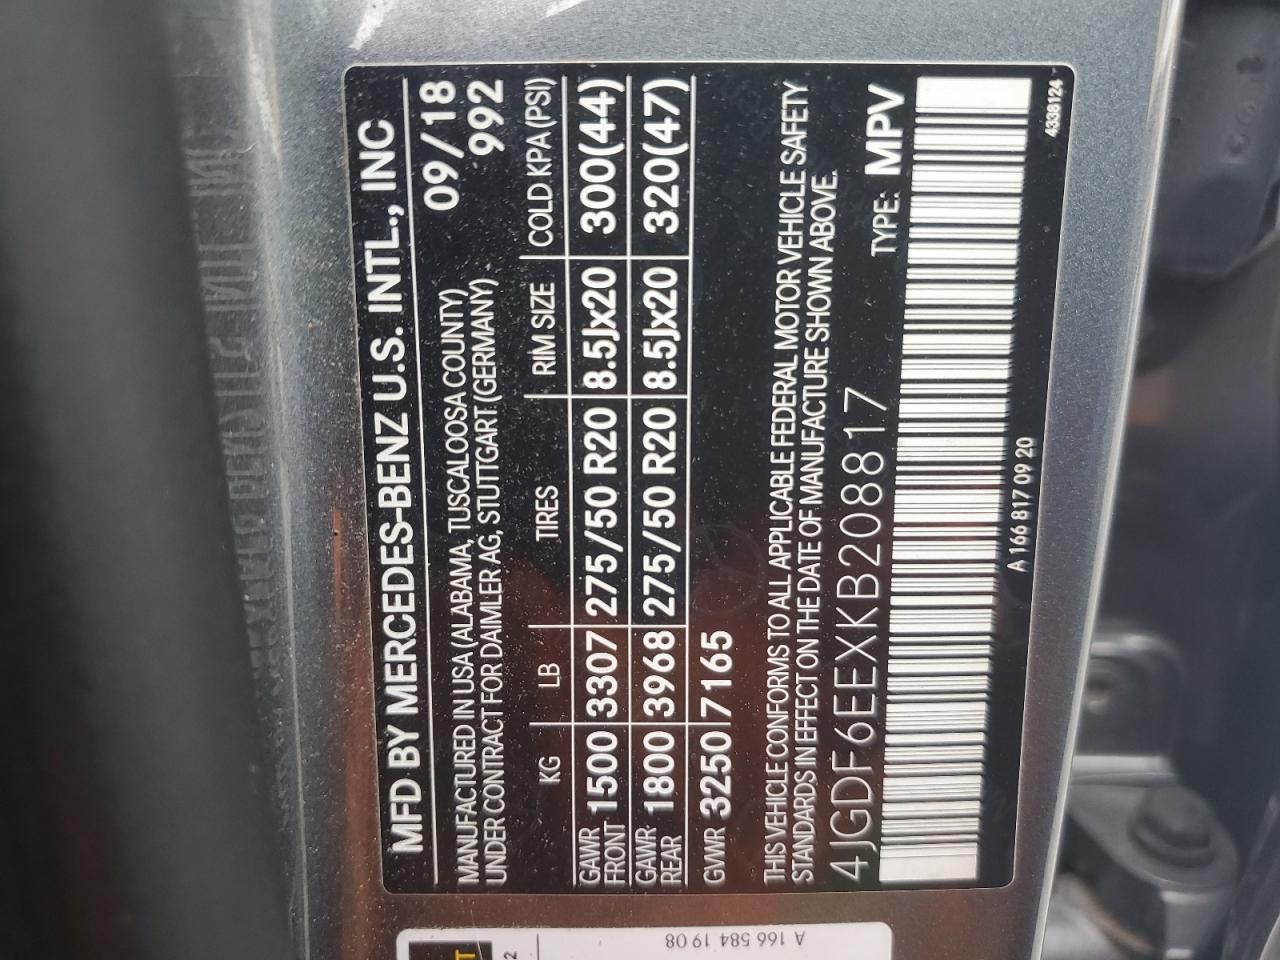 MFD BY MERCEDES-BENZ U.S. INTL., INC
MANUFACTURED IN USA (ALABAMA, TUSCALOOSA COUNTY) 09/18
UNDER CONTRACT FOR DAIMLER AG, STUTTGART (GERMANY) 992
KG LB TIRES RIM SIZE COLD KPA (PSI)
GAWR FRONT 1500 3307 275/50 R20 8.5Jx20 300(44)
GAWR REAR 1800 3968 275/50 R20 8.5Jx20 320(47)
GVWR 3250 7165
THIS VEHICLE CONFORMS TO ALL APPLICABLE FEDERAL MOTOR VEHICLE SAFETY
STANDARDS IN EFFECT ON THE DATE OF MANUFACTURE SHOWN ABOVE.
4JGDF6EEXKB208817 TYPE: MPV
A 166 817 09 20 4338124
A 166 584 19 08